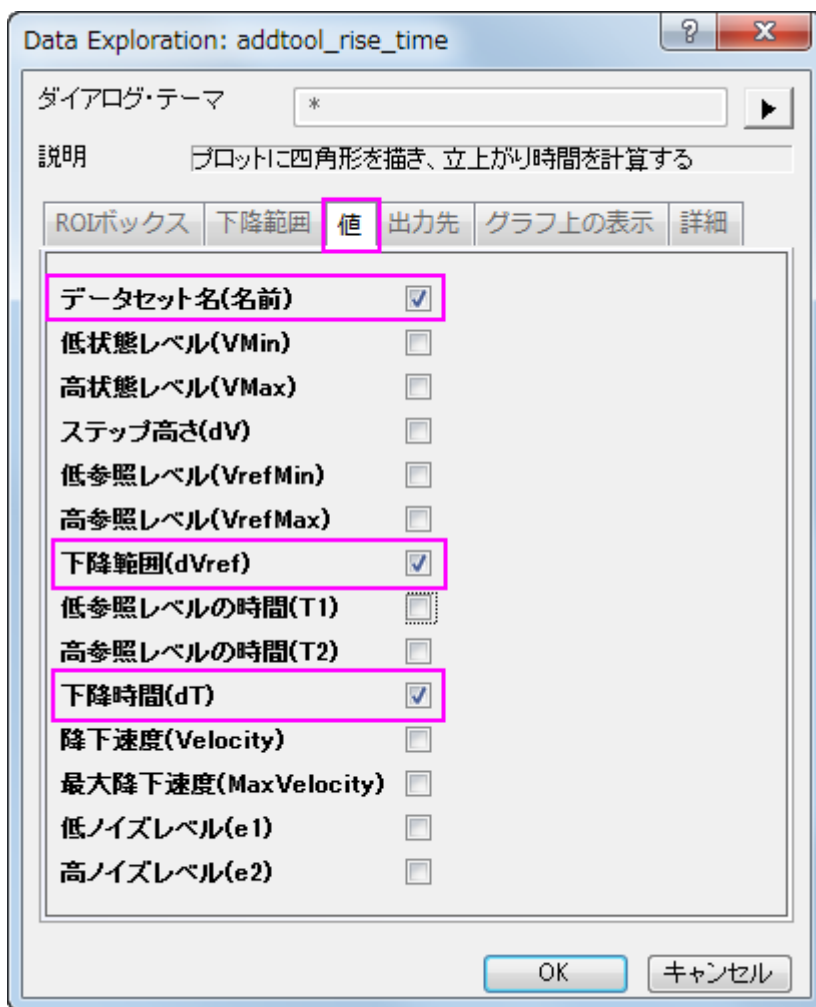 Data Exploration: addtool_rise_time
ダイアログ・テーマ *
説明 プロットに四角形を描き、立上がり時間を計算する
ROIボックス 下降範囲 値 出力先 グラフ上の表示 詳細
データセット名(名前)
低状態レベル(VMin)
高状態レベル(VMax)
ステップ高さ(dV)
低参照レベル(VrefMin)
高参照レベル(VrefMax)
下降範囲(dVref)
低参照レベルの時間(T1)
高参照レベルの時間(T2)
下降時間(dT)
降下速度(Velocity)
最大降下速度(MaxVelocity)
低ノイズレベル(e1)
高ノイズレベル(e2)
OK キャンセル